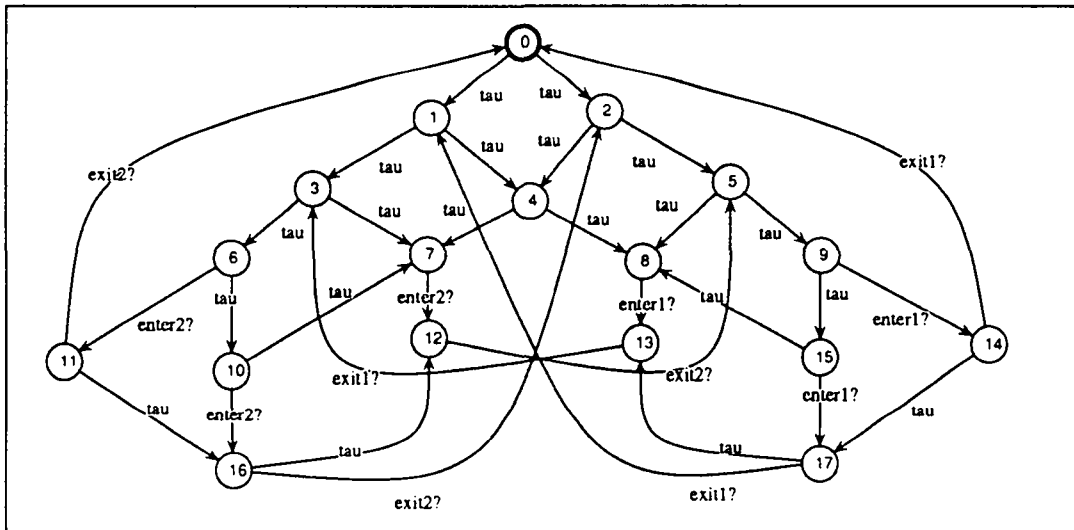 0
tau tau
1 2
tau tau
exit2? tau tau exit1?
3 4 5
tau tau tau tau
tau tau
6 7 8 9
tau tau enter2? enter1? tau tau
enter2? enter1?
11 12 13 14
10 15
exit1? exit2?
tau enter2? enter1? tau
16 tau tau 17
exit2? exit1?